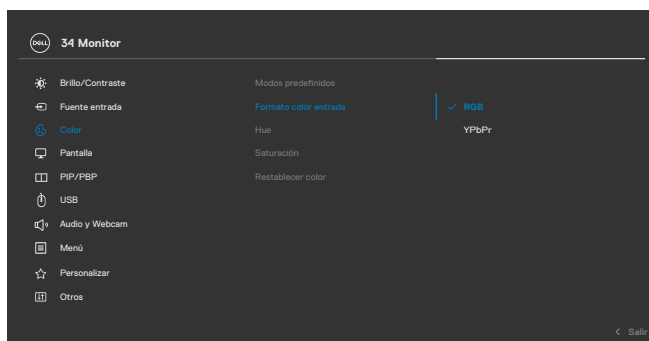 DELL 34 Monitor
Brillo/Contraste
Modos predefinidos
Fuente entrada
Formato color entrada
RGB
Color
Hue
YPbPr
Pantalla
Saturación
PIP/PBP
Restablecer color
USB
Audio y Webcam
Menú
Personalizar
Otros
Salir